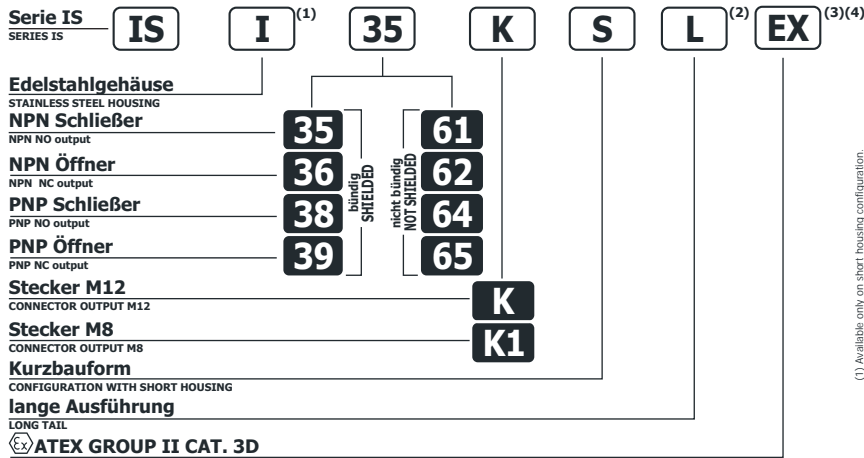 Serie IS
SERIES IS
IS I (1) 35 K S L (2) EX (3)(4)
Edelstahlgehäuse
STAINLESS STEEL HOUSING
NPN Schließer
NPN NO output
35 61
NPN Öffner
NPN NC output
36 62
PNP Schließer
PNP NO output
38 64
PNP Öffner
PNP NC output
39 65
bündig
SHIELDED
nicht bündig
NOT SHIELDED
Stecker M12
CONNECTOR OUTPUT M12
K
Stecker M8
CONNECTOR OUTPUT M8
K1
Kurzbauform
CONFIGURATION WITH SHORT HOUSING
lange Ausführung
LONG TAIL
Ex ATEX GROUP II CAT. 3D
(1) Available only on short housing configuration.